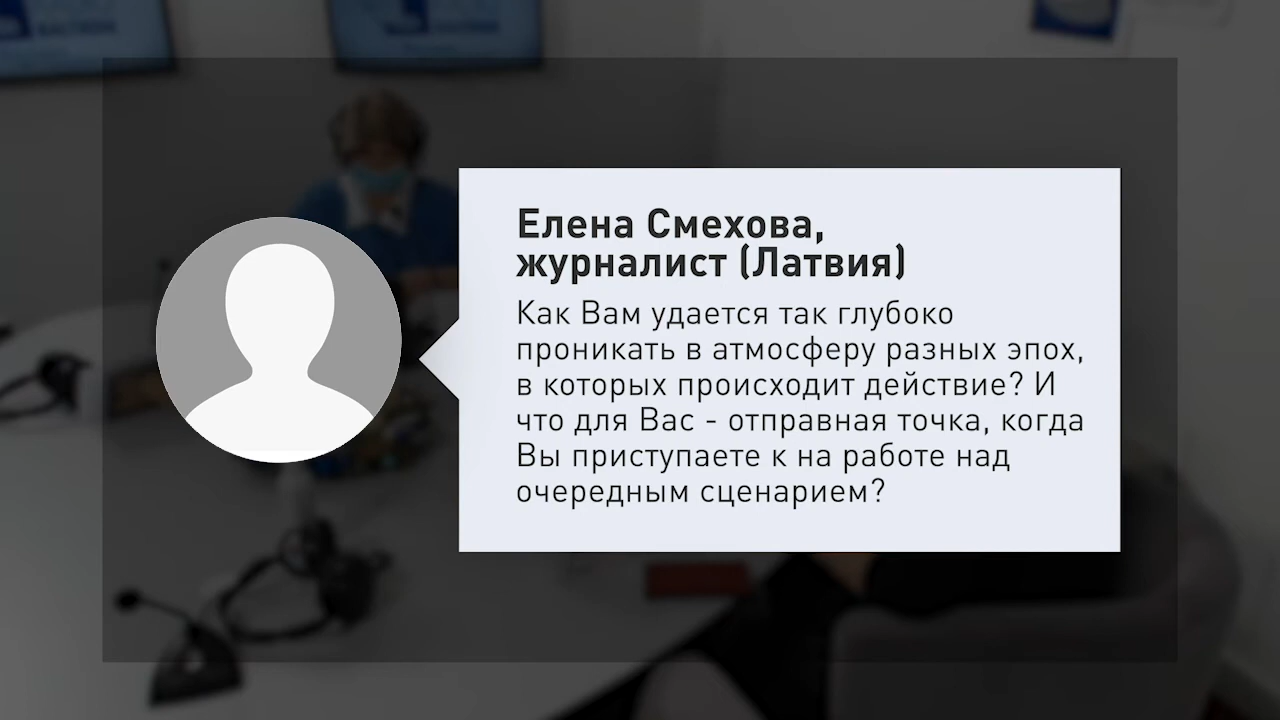 Елена Смехова,
журналист (Латвия)
Как Вам удается так глубоко
проникать в атмосферу разных эпох,
в которых происходит действие? И
что для Вас - отправная точка, когда
Вы приступаете к на работе над
очередным сценарием?